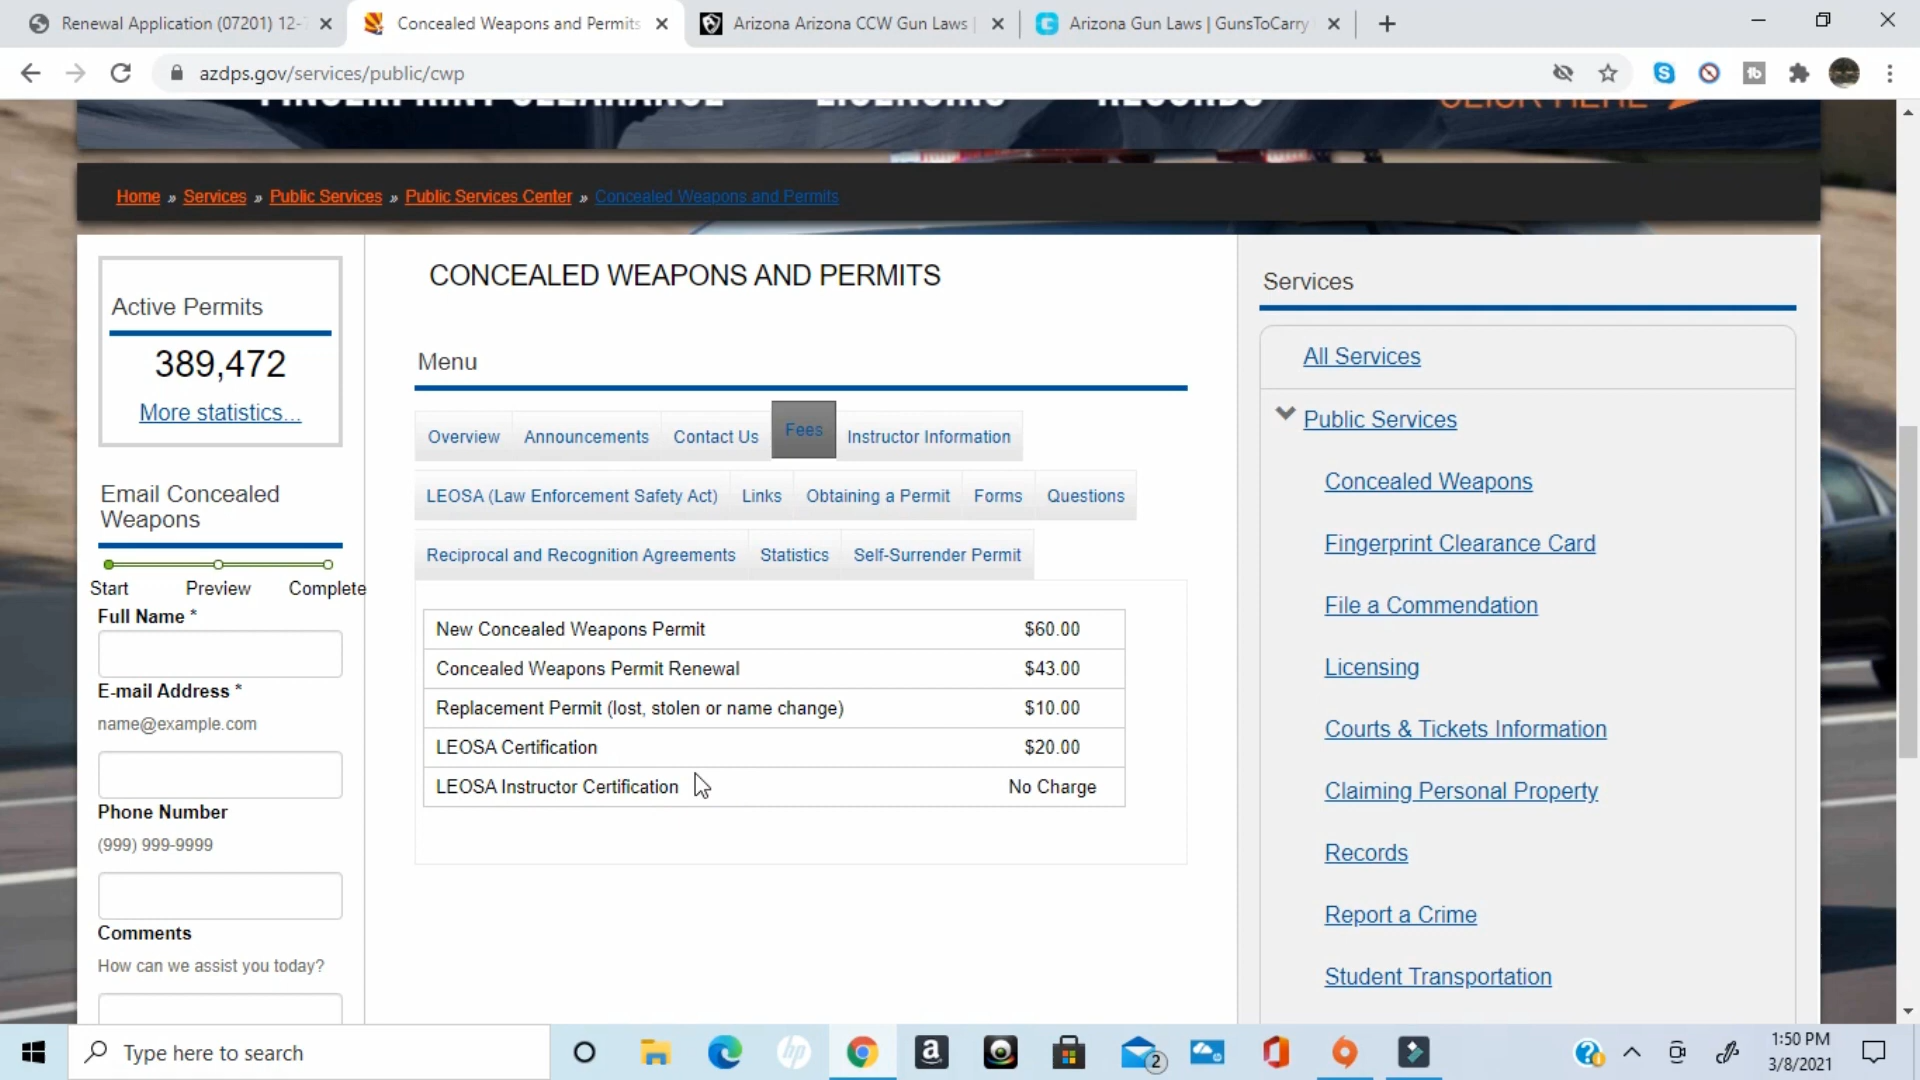 Renewal Application (07201) 12-
Concealed Weapons and Permits
Arizona Arizona CCW Gun Laws |
Arizona Gun Laws | GunsToCarry
azdps.gov/services/public/cwp
FINGERPRINT CLEARANCE LICENSING RECORDS CLICK HERE
Home » Services » Public Services » Public Services Center » Concealed Weapons and Permits
Active Permits
389,472
More statistics...
Email Concealed
Weapons
Start Preview Complete
Full Name *
E-mail Address *
name@example.com
Phone Number
(999) 999-9999
Comments
How can we assist you today?
CONCEALED WEAPONS AND PERMITS
Menu
Overview Announcements Contact Us Fees Instructor Information
LEOSA (Law Enforcement Safety Act) Links Obtaining a Permit Forms Questions
Reciprocal and Recognition Agreements Statistics Self-Surrender Permit
New Concealed Weapons Permit $60.00
Concealed Weapons Permit Renewal $43.00
Replacement Permit (lost, stolen or name change) $10.00
LEOSA Certification $20.00
LEOSA Instructor Certification No Charge
Services
All Services
Public Services
Concealed Weapons
Fingerprint Clearance Card
File a Commendation
Licensing
Courts & Tickets Information
Claiming Personal Property
Records
Report a Crime
Student Transportation
Type here to search
2
1:50 PM
3/8/2021